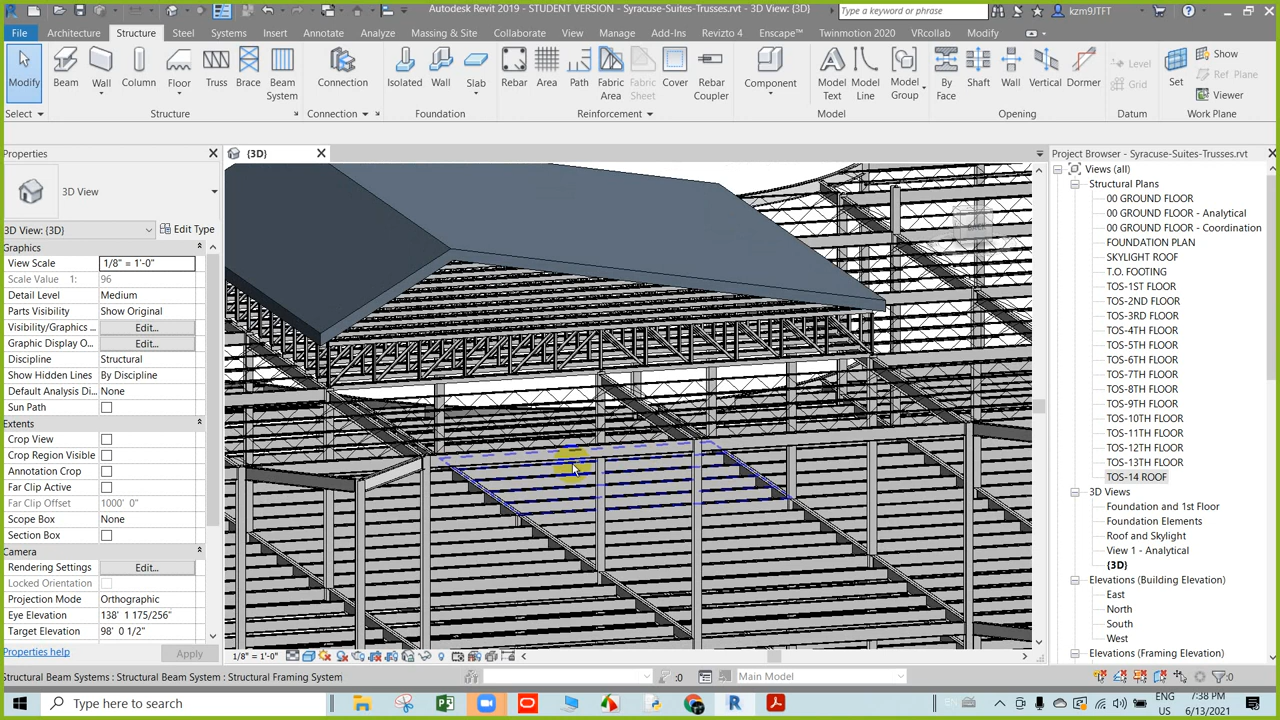 Autodesk Revit 2019 - STUDENT VERSION - Syracuse-Suites-Trusses.rvt - 3D View: {3D}
Type a keyword or phrase
kzm9JTFT
File Architecture Structure Steel Systems Insert Annotate Analyze Massing & Site Collaborate View Manage Add-Ins Revizto 4 Enscape™ Twinmotion 2020 VRcollab Modify
Modify
Beam
Wall
Column
Floor
Truss
Brace
Beam System
Connection
Isolated
Wall
Slab
Rebar
Area
Path
Fabric Area
Fabric Sheet
Cover
Rebar Coupler
Component
Model Text
Model Line
Model Group
By Face
Shaft
Wall
Vertical
Dormer
Level
Grid
Set
Show
Ref Plane
Viewer
Select Structure Connection Foundation Reinforcement Model Opening Datum Work Plane
Properties
{3D}
Project Browser - Syracuse-Suites-Trusses.rvt
3D View
3D View: {3D}
Edit Type
Graphics
View Scale 1/8" = 1'-0"
Scale Value 1: 96
Detail Level Medium
Parts Visibility Show Original
Visibility/Graphics ... Edit...
Graphic Display O... Edit...
Discipline Structural
Show Hidden Lines By Discipline
Default Analysis Di... None
Sun Path
Extents
Crop View
Crop Region Visible
Annotation Crop
Far Clip Active
Far Clip Offset 1000' 0"
Scope Box None
Section Box
Camera
Rendering Settings Edit...
Locked Orientation
Projection Mode Orthographic
Eye Elevation 138' 1 175/256"
Target Elevation 98' 0 1/2"
Properties help
Apply
BACK
Views (all)
Structural Plans
00 GROUND FLOOR
00 GROUND FLOOR - Analytical
00 GROUND FLOOR - Coordination
FOUNDATION PLAN
SKYLIGHT ROOF
T.O. FOOTING
TOS-1ST FLOOR
TOS-2ND FLOOR
TOS-3RD FLOOR
TOS-4TH FLOOR
TOS-5TH FLOOR
TOS-6TH FLOOR
TOS-7TH FLOOR
TOS-8TH FLOOR
TOS-9TH FLOOR
TOS-10TH FLOOR
TOS-11TH FLOOR
TOS-12TH FLOOR
TOS-13TH FLOOR
TOS-14 ROOF
3D Views
Foundation and 1st Floor
Foundation Elements
Roof and Skylight
View 1 - Analytical
{3D}
Elevations (Building Elevation)
East
North
South
West
Elevations (Framing Elevation)
1/8" = 1'-0"
Structural Beam Systems : Structural Beam System : Structural Framing System
:0
Main Model
:0
Type here to search
ENG
US
7:38 PM
6/13/2021